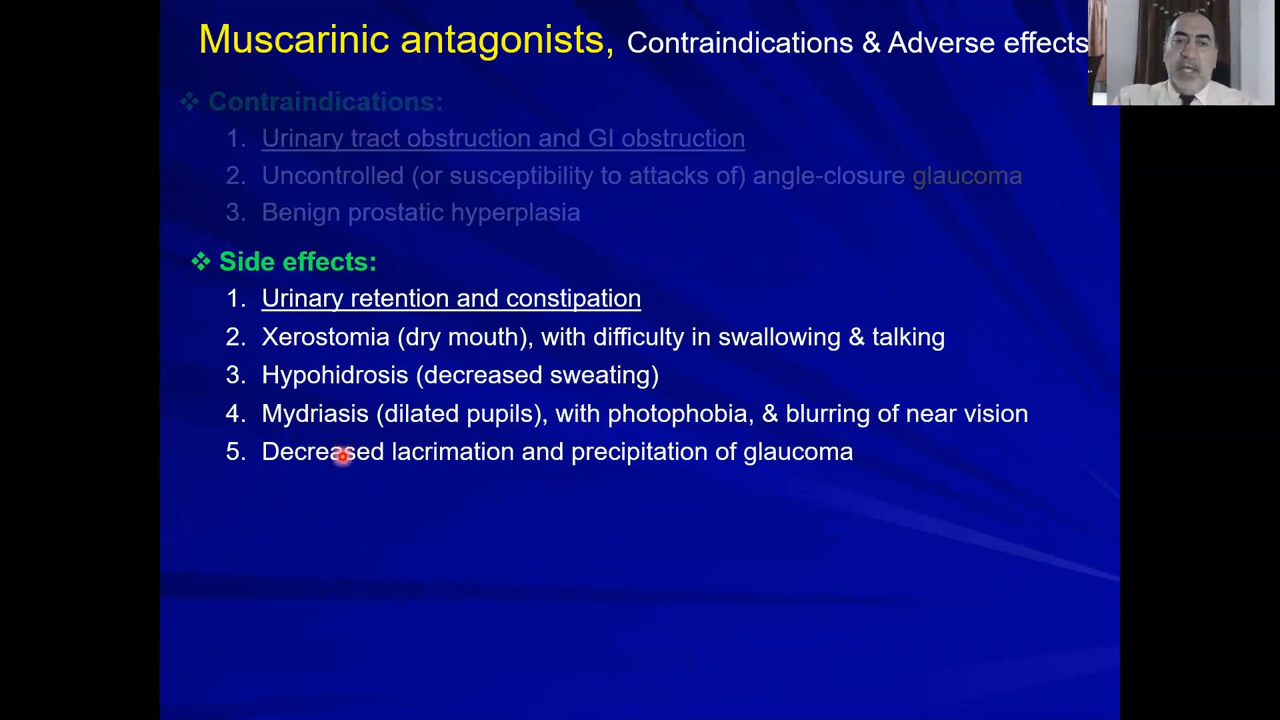 Muscarinic antagonists, Contraindications & Adverse effects
❖ Contraindications:
1. Urinary tract obstruction and GI obstruction
2. Uncontrolled (or susceptibility to attacks of) angle-closure glaucoma
3. Benign prostatic hyperplasia
❖ Side effects:
1. Urinary retention and constipation
2. Xerostomia (dry mouth), with difficulty in swallowing & talking
3. Hypohidrosis (decreased sweating)
4. Mydriasis (dilated pupils), with photophobia, & blurring of near vision
5. Decreased lacrimation and precipitation of glaucoma